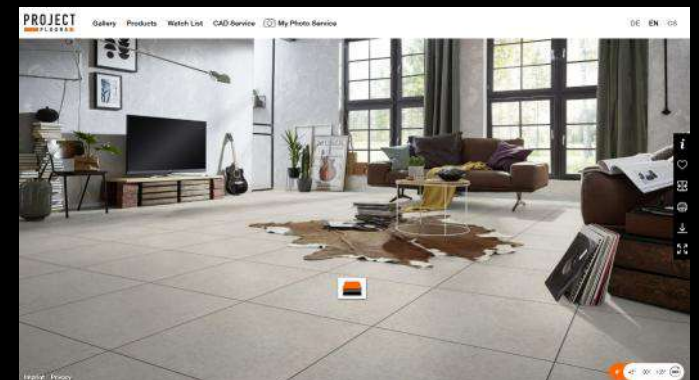 PROJECT
FLOORS
Gallery Products Watch List CAD-Service My Photo Service
DE EN CS
Imprint Privacy